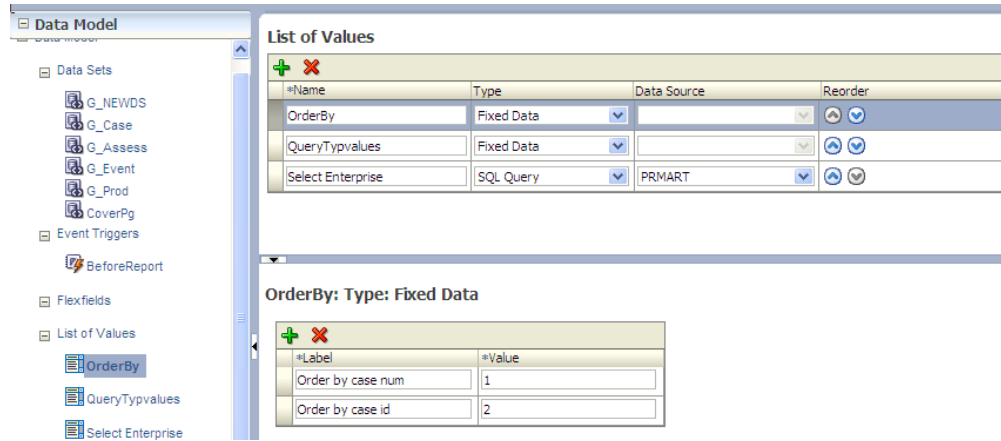 Data Model
Data Sets
G_NEWDS
G_Case
G_Assess
G_Event
G_Prod
CoverPg
Event Triggers
BeforeReport
Flexfields
List of Values
OrderBy
QueryTypvalues
Select Enterprise
List of Values
*Name Type Data Source Reorder
OrderBy Fixed Data
QueryTypvalues Fixed Data
Select Enterprise SQL Query PRMART
OrderBy: Type: Fixed Data
*Label *Value
Order by case num 1
Order by case id 2